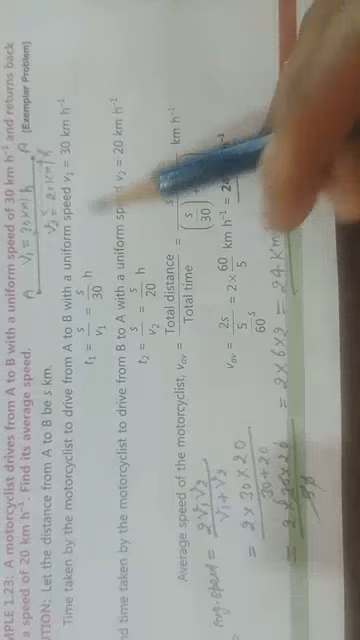 MPLE 1.23: A motorcyclist drives from A to B with a uniform speed of 30 km h⁻¹ and returns back
a speed of 20 km h⁻¹. Find its average speed. [Exemplar Problem]
A V₁ = 30 km/h A
V₂ = 20 km/h
TION: Let the distance from A to B be s km.
Time taken by the motorcyclist to drive from A to B with a uniform speed v₁ = 30 km h⁻¹
t₁ = s/v₁ = s/30 h
nd time taken by the motorcyclist to drive from B to A with a uniform speed v₂ = 20 km h⁻¹
t₂ = s/v₂ = s/20 h
Average speed of the motorcyclist, vₐᵥ = Total distance/Total time = (s/30) km h⁻¹
vₐᵥ = 2s/(5s/60) = 2 × 60/5 km h⁻¹ = 24
Avg. speed = 2V₁V₂/V₁+V₂
= 2×30×20/30+20
= 2×6×2 = 24 km